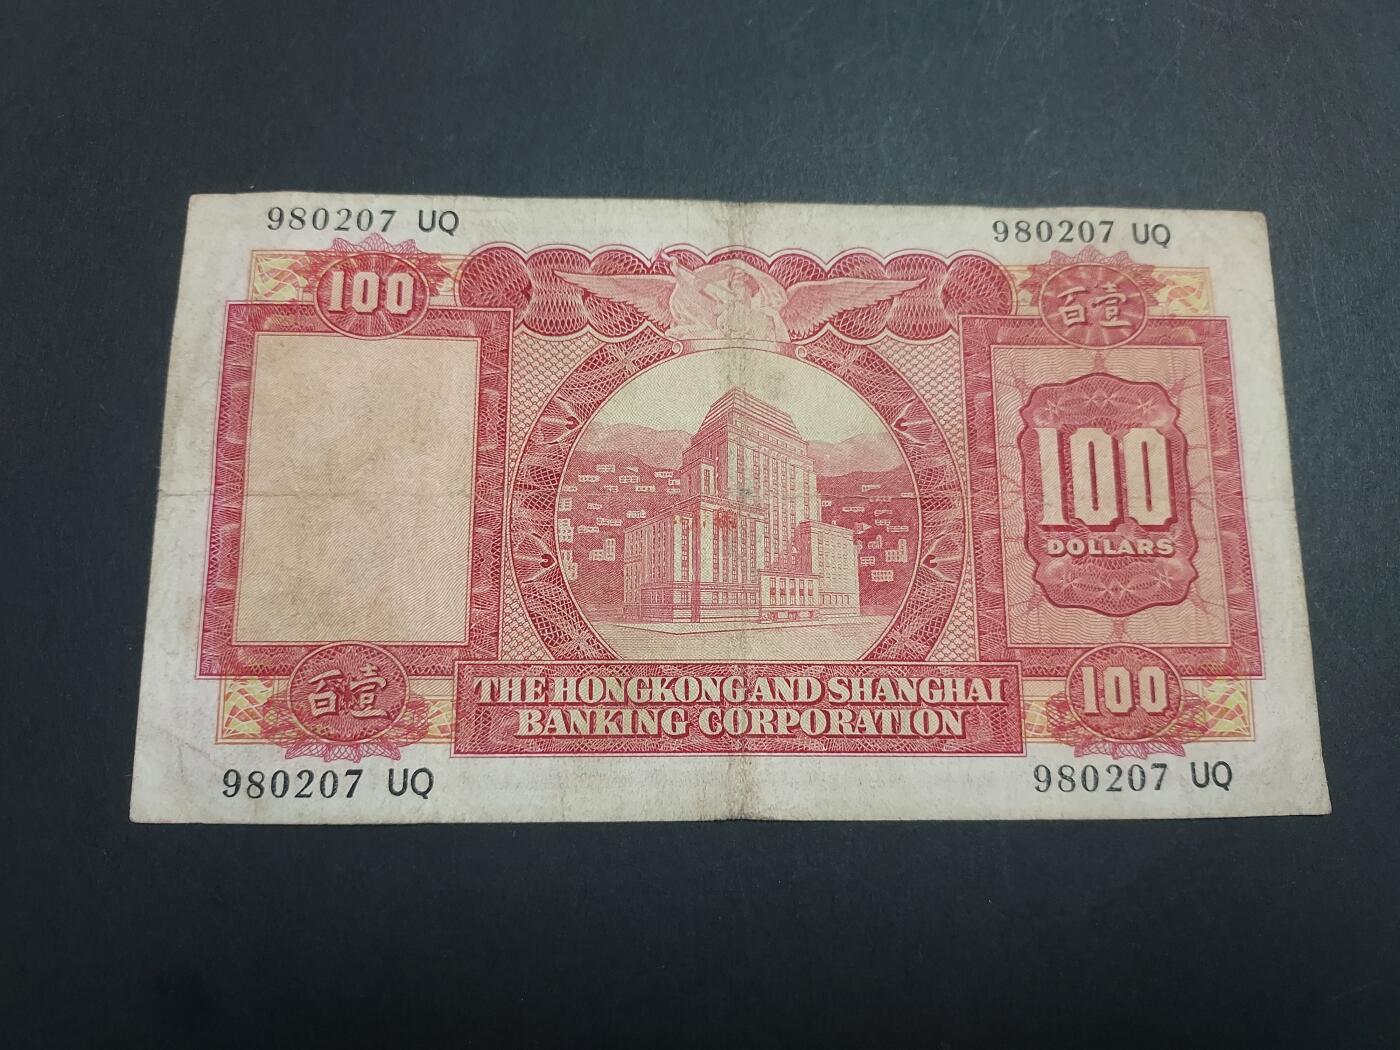 980207 UQ
980207 UQ
100
百壹
100
DOLLARS
百壹
THE HONGKONG AND SHANGHAI
BANKING CORPORATION
100
980207 UQ
980207 UQ